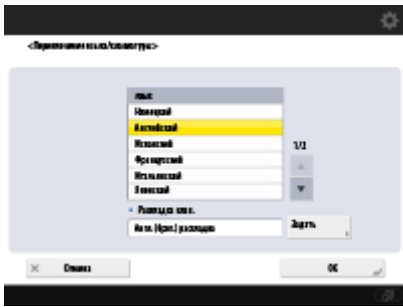 <Переключение языка/клавиатуры>
Язык
Немецкий
Английский
Испанский
Французский
Итальянский
Японский
1/2
Раскладка клав.
Англ. (Брит.) раскладка
Задать
Отмена
OK